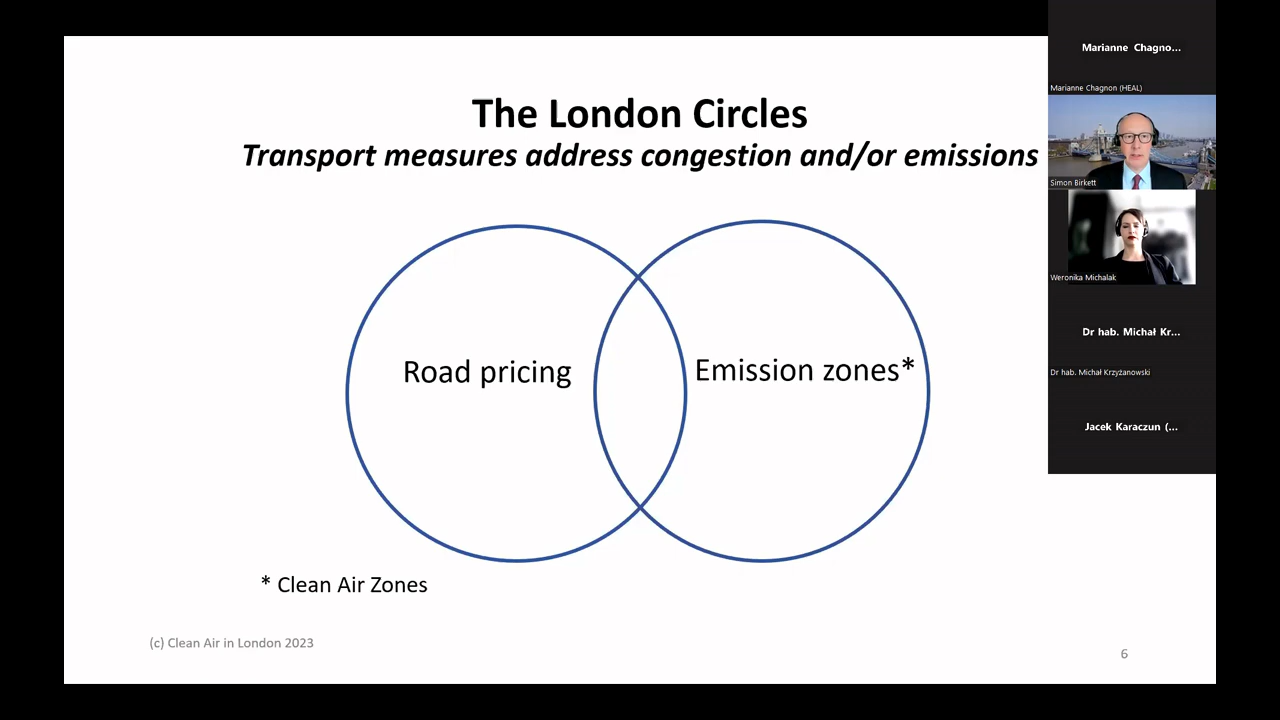 The London Circles
Transport measures address congestion and/or emissions
Road pricing
Emission zones*
* Clean Air Zones
(c) Clean Air in London 2023
6
Marianne Chagno...
Marianne Chagnon (HEAL)
Simon Birkett
Weronika Michalak
Dr hab. Michał Kr...
Dr hab. Michał Krzyżanowski
Jacek Karaczun (...